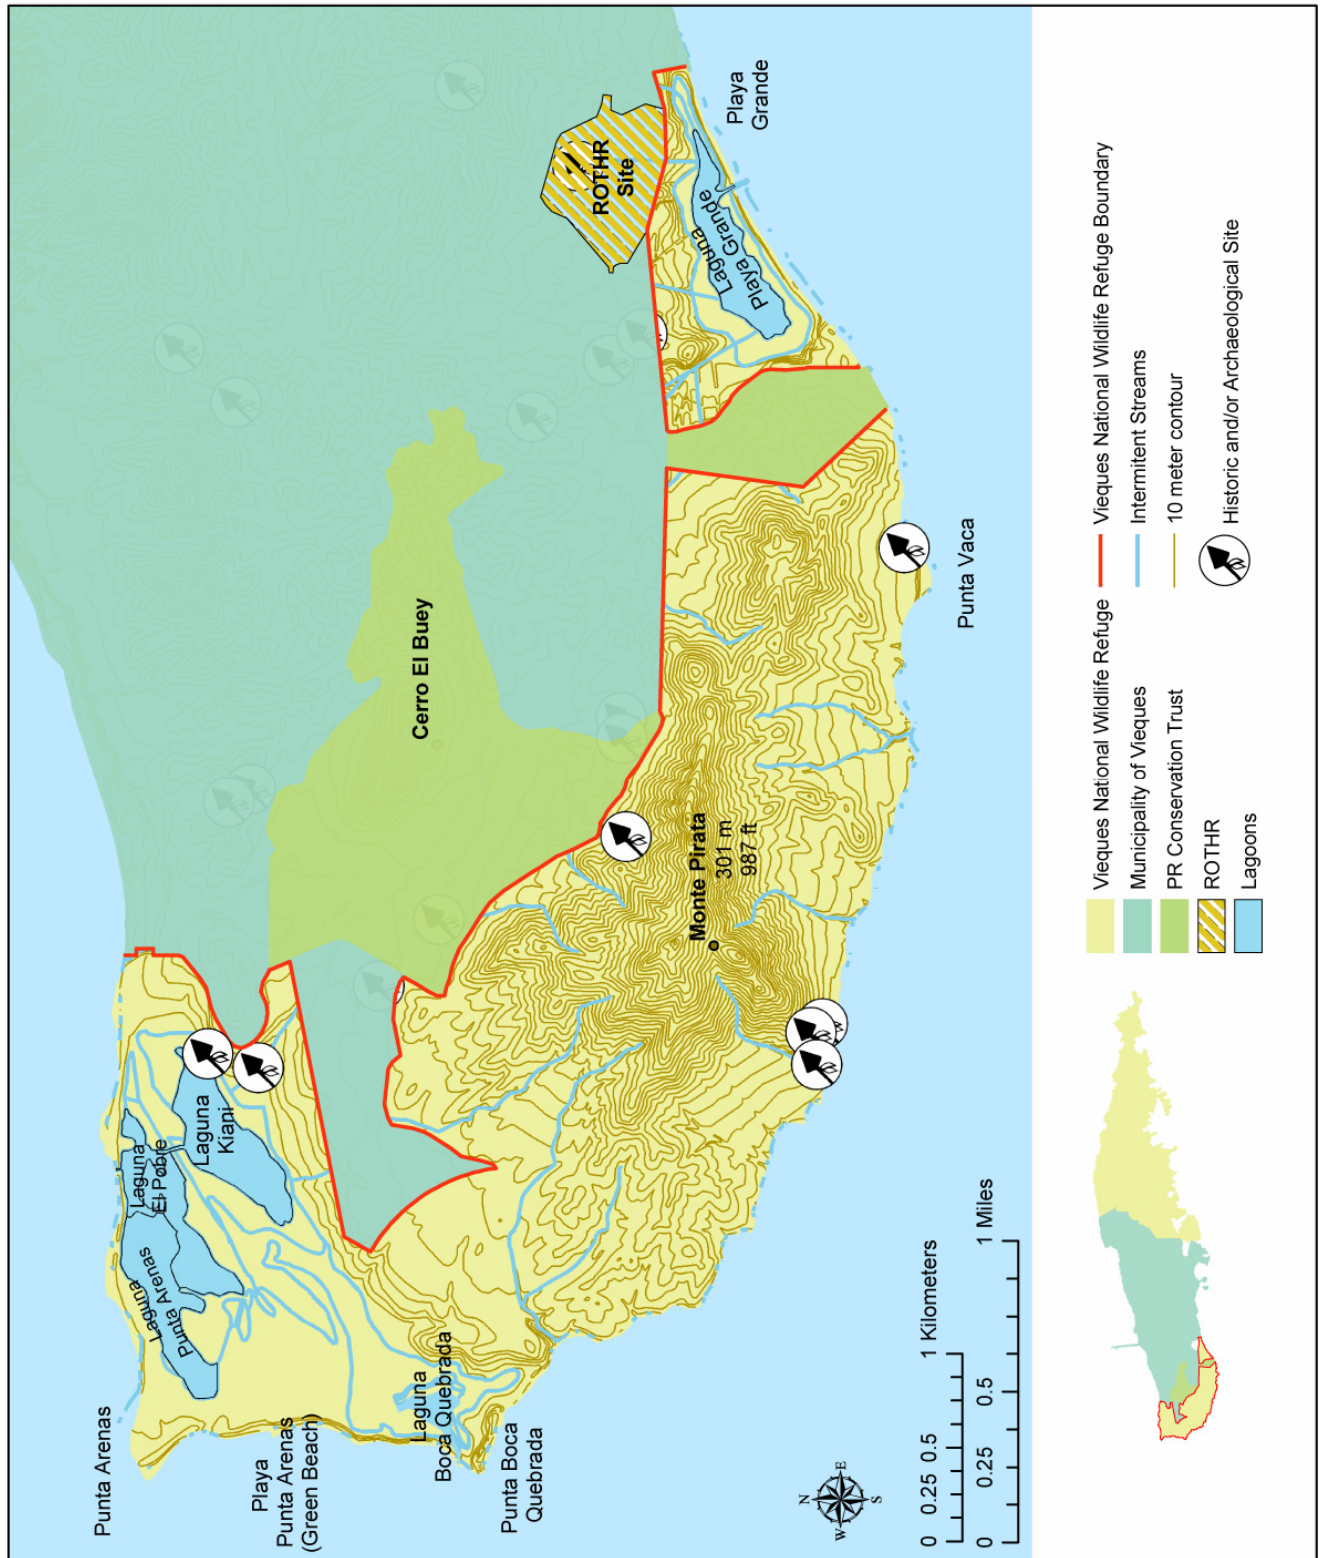 Punta Arenas
Playa
Punta Arenas
(Green Beach)
Laguna
Punta Arenas
Laguna
El Pobre
Laguna
Kiani
Laguna
Boca Quebrada
Punta Boca
Quebrada
Cerro El Buey
Monte Pirata
301 m
987 ft
ROTHR
Site
Laguna
Playa Grande
Playa
Grande
Punta Vaca
N
W
E
S
0 0.25 0.5 1 Kilometers
0 0.25 0.5 1 Miles
Vieques National Wildlife Refuge
Municipality of Vieques
PR Conservation Trust
ROTHR
Lagoons
Vieques National Wildlife Refuge Boundary
Intermitent Streams
10 meter contour
Historic and/or Archaeological Site